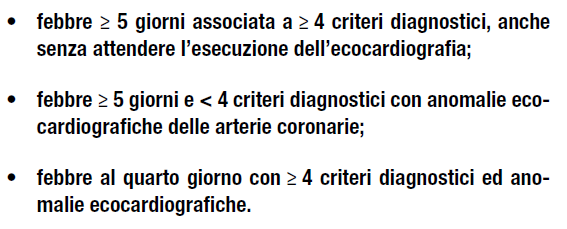 • febbre ≥ 5 giorni associata a ≥ 4 criteri diagnostici, anche
senza attendere l'esecuzione dell'ecocardiografia;
• febbre ≥ 5 giorni e < 4 criteri diagnostici con anomalie eco-
cardiografiche delle arterie coronarie;
• febbre al quarto giorno con ≥ 4 criteri diagnostici ed ano-
malie ecocardiografiche.